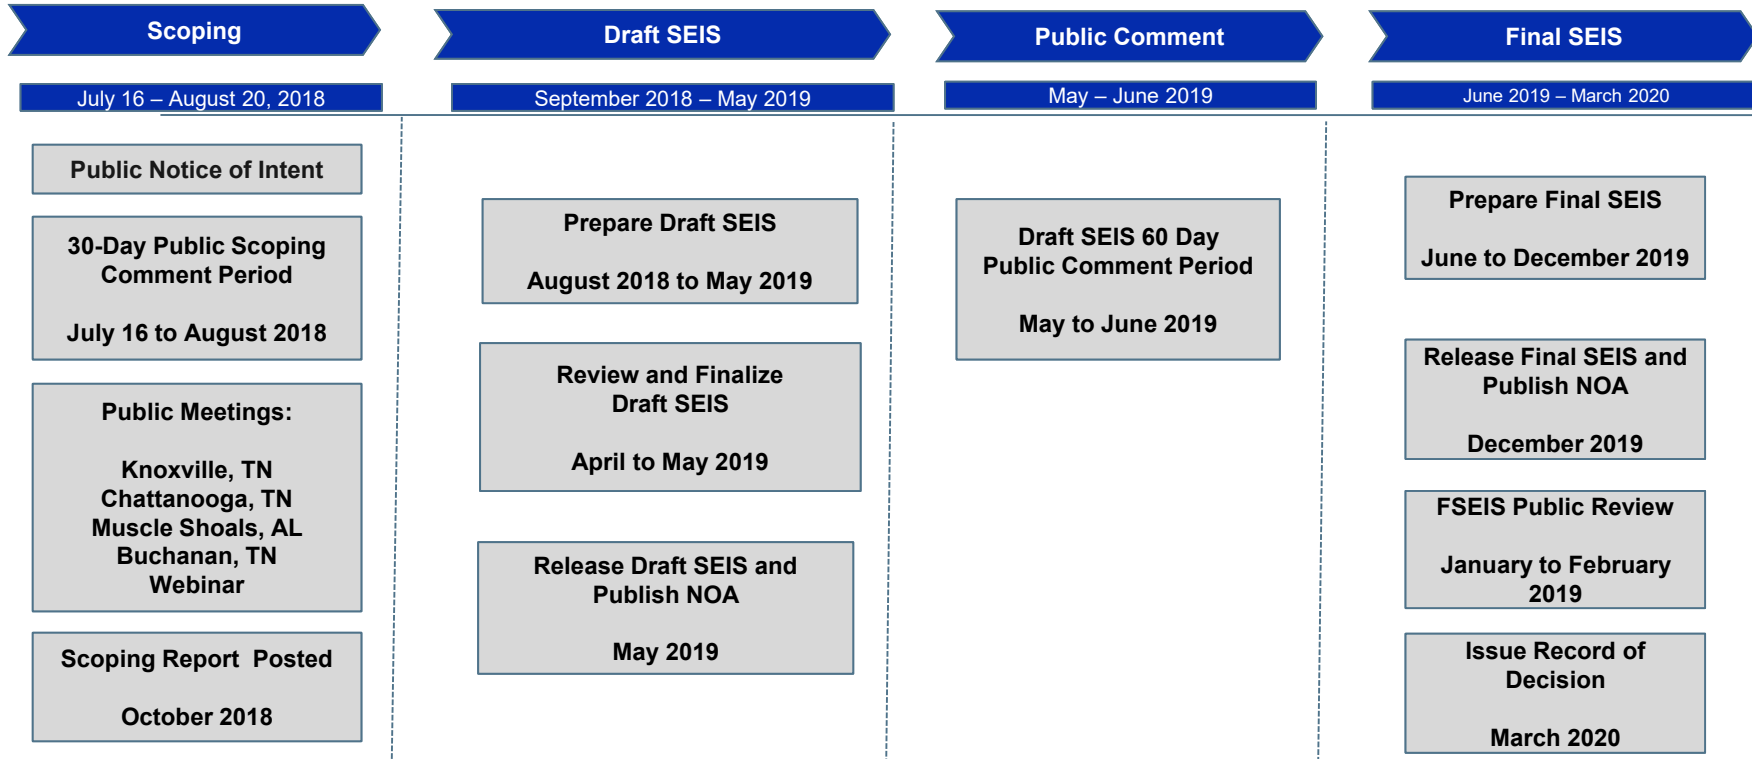 Scoping
July 16 – August 20, 2018
Public Notice of Intent
30-Day Public Scoping
Comment Period
July 16 to August 2018
Public Meetings:
Knoxville, TN
Chattanooga, TN
Muscle Shoals, AL
Buchanan, TN
Webinar
Scoping Report Posted
October 2018
Draft SEIS
September 2018 – May 2019
Prepare Draft SEIS
August 2018 to May 2019
Review and Finalize
Draft SEIS
April to May 2019
Release Draft SEIS and
Publish NOA
May 2019
Public Comment
May – June 2019
Draft SEIS 60 Day
Public Comment Period
May to June 2019
Final SEIS
June 2019 – March 2020
Prepare Final SEIS
June to December 2019
Release Final SEIS and
Publish NOA
December 2019
FSEIS Public Review
January to February
2019
Issue Record of
Decision
March 2020